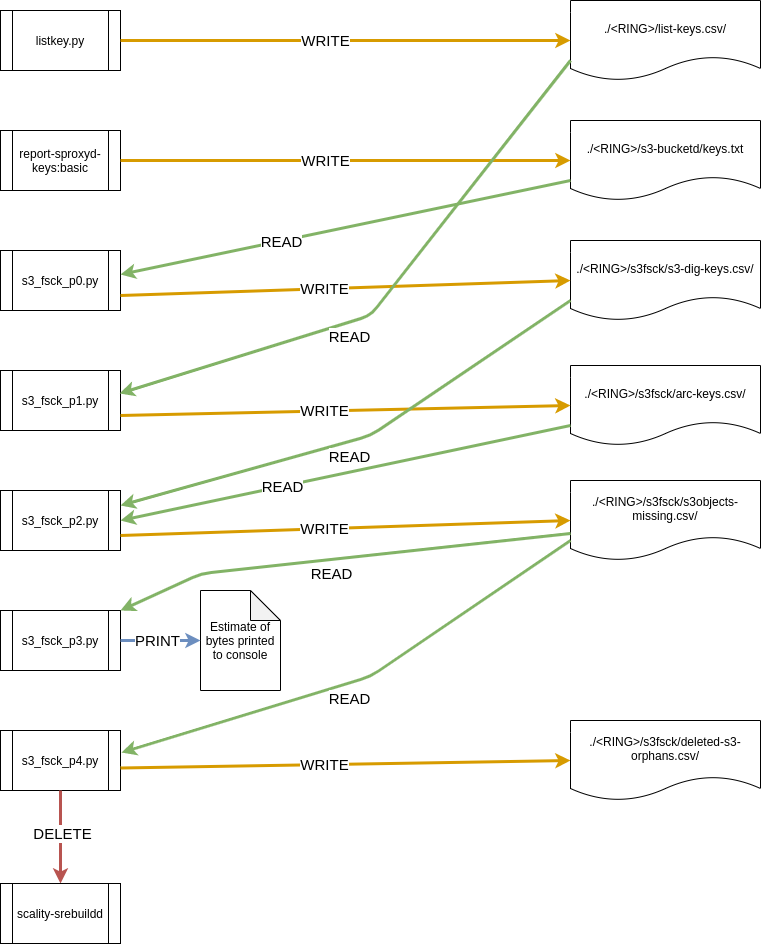 listkey.py
WRITE
./<RING>/list-keys.csv/
report-sproxyd-
keys:basic
WRITE
./<RING>/s3-bucketd/keys.txt
READ
s3_fsck_p0.py
WRITE
./<RING>/s3fsck/s3-dig-keys.csv/
READ
s3_fsck_p1.py
WRITE
./<RING>/s3fsck/arc-keys.csv/
READ
READ
s3_fsck_p2.py
WRITE
./<RING>/s3fsck/s3objects-
missing.csv/
READ
s3_fsck_p3.py
PRINT
Estimate of
bytes printed
to console
READ
s3_fsck_p4.py
WRITE
./<RING>/s3fsck/deleted-s3-
orphans.csv/
DELETE
scality-srebuildd